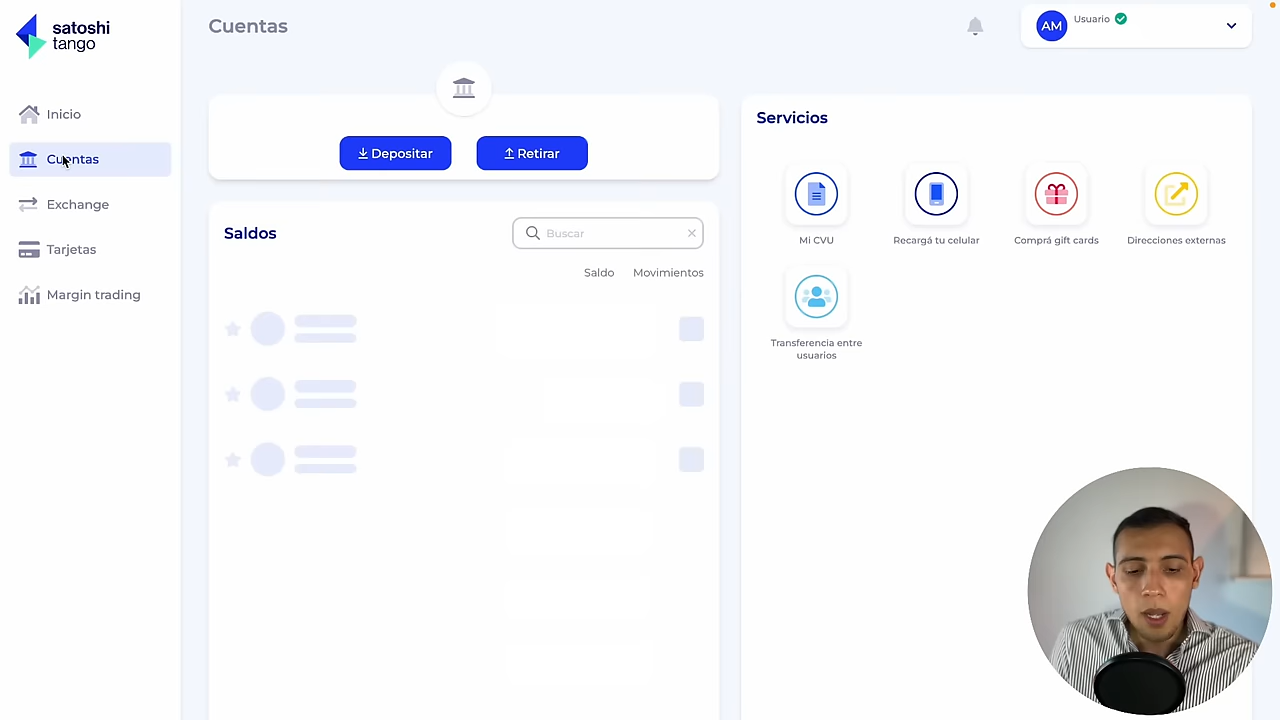 satoshi
tango
Cuentas
AM
Usuario
Inicio
Cuentas
Exchange
Tarjetas
Margin trading
Depositar
Retirar
Saldos
Buscar
Saldo
Movimientos
Servicios
Mi CVU
Recargá tu celular
Comprá gift cards
Direcciones externas
Transferencia entre
usuarios